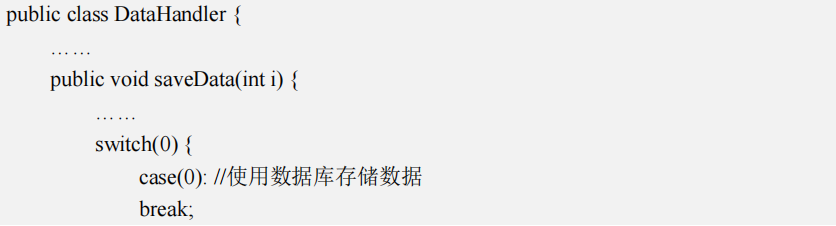 public class DataHandler {
……
public void saveData(int i) {
……
switch(0) {
case(0): //使用数据库存储数据
break;